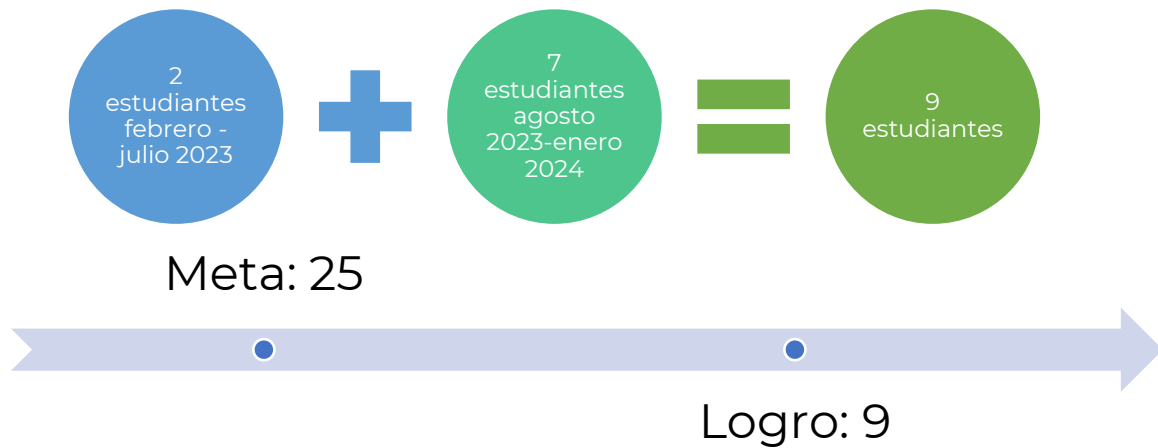 2
estudiantes
febrero -
julio 2023
7
estudiantes
agosto
2023-enero
2024
9
estudiantes
Meta: 25
Logro: 9